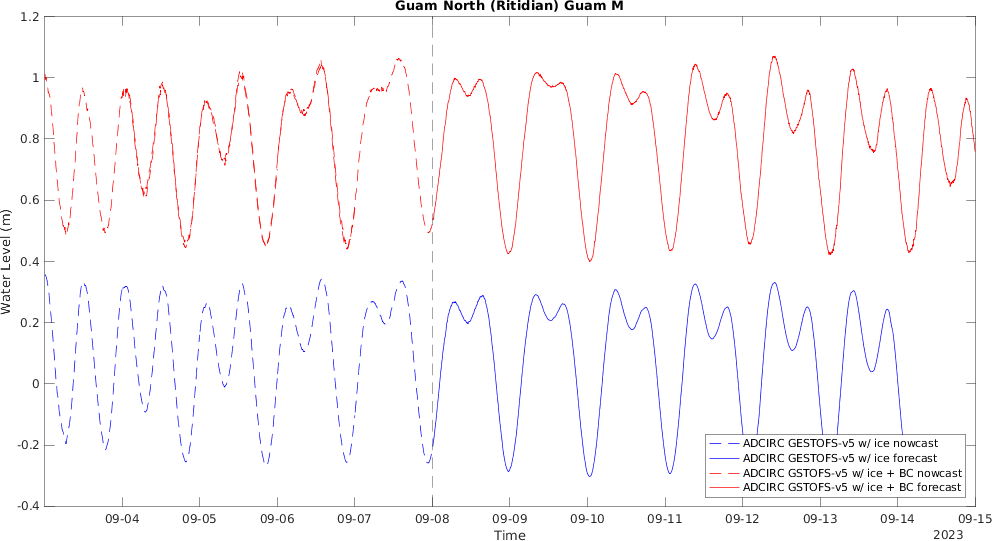 Guam North (Ritidian) Guam M
Water Level (m)
1.2
1
0.8
0.6
0.4
0.2
0
-0.2
-0.4
ADCIRC GESTOFS-v5 w/ ice nowcast
ADCIRC GESTOFS-v5 w/ ice forecast
ADCIRC GSTOFS-v5 w/ ice + BC nowcast
ADCIRC GSTOFS-v5 w/ ice + BC forecast
09-04 09-05 09-06 09-07 09-08 09-09 09-10 09-11 09-12 09-13 09-14 09-15
Time
2023